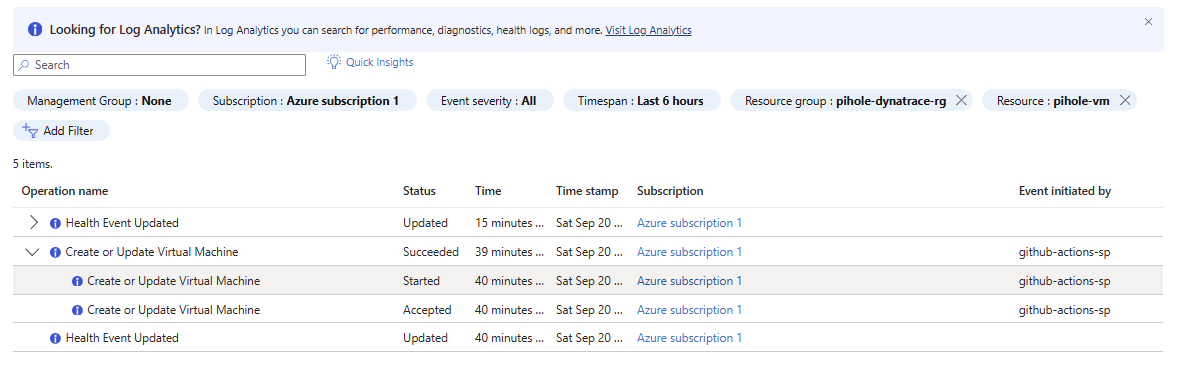 Looking for Log Analytics? In Log Analytics you can search for performance, diagnostics, health logs, and more. Visit Log Analytics
Search
Quick Insights
Management Group : None
Subscription : Azure subscription 1
Event severity : All
Timespan : Last 6 hours
Resource group : pihole-dynatrace-rg
Resource : pihole-vm
Add Filter
5 items.
Operation name Status Time Time stamp Subscription Event initiated by
Health Event Updated Updated 15 minutes ... Sat Sep 20 ... Azure subscription 1
Create or Update Virtual Machine Succeeded 39 minutes ... Sat Sep 20 ... Azure subscription 1 github-actions-sp
Create or Update Virtual Machine Started 40 minutes ... Sat Sep 20 ... Azure subscription 1 github-actions-sp
Create or Update Virtual Machine Accepted 40 minutes ... Sat Sep 20 ... Azure subscription 1 github-actions-sp
Health Event Updated Updated 40 minutes ... Sat Sep 20 ... Azure subscription 1